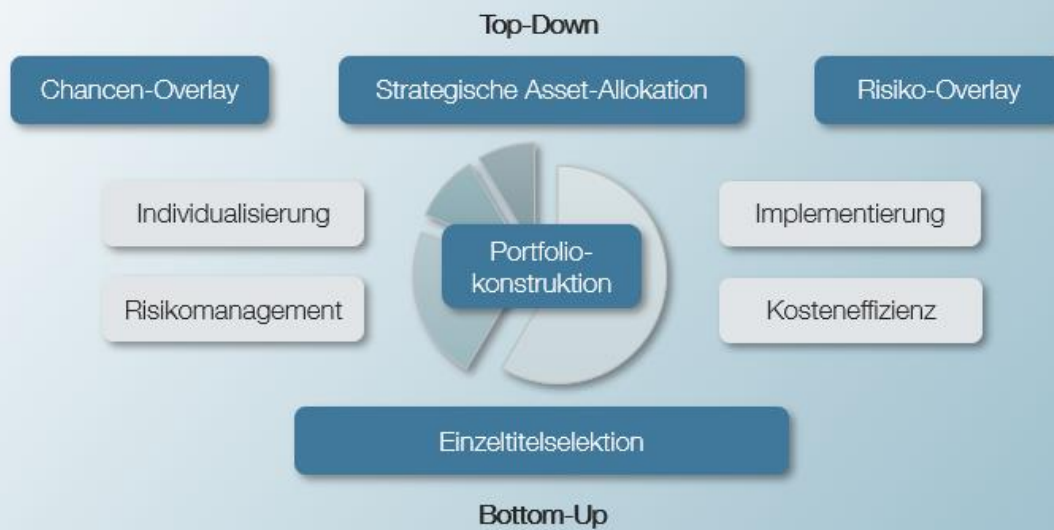 Top-Down
Chancen-Overlay
Strategische Asset-Allokation
Risiko-Overlay
Individualisierung
Implementierung
Portfolio-
konstruktion
Risikomanagement
Kosteneffizienz
Einzeltitelselektion
Bottom-Up